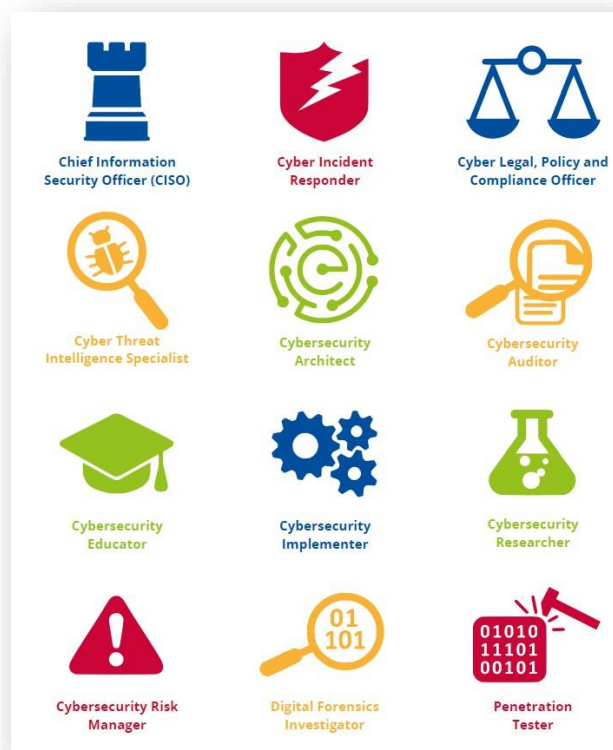 Chief Information
Security Officer (CISO)
Cyber Incident
Responder
Cyber Legal, Policy and
Compliance Officer
Cyber Threat
Intelligence Specialist
Cybersecurity
Architect
Cybersecurity
Auditor
Cybersecurity
Educator
Cybersecurity
Implementer
Cybersecurity
Researcher
01
101
01010
11101
00101
Cybersecurity Risk
Manager
Digital Forensics
Investigator
Penetration
Tester